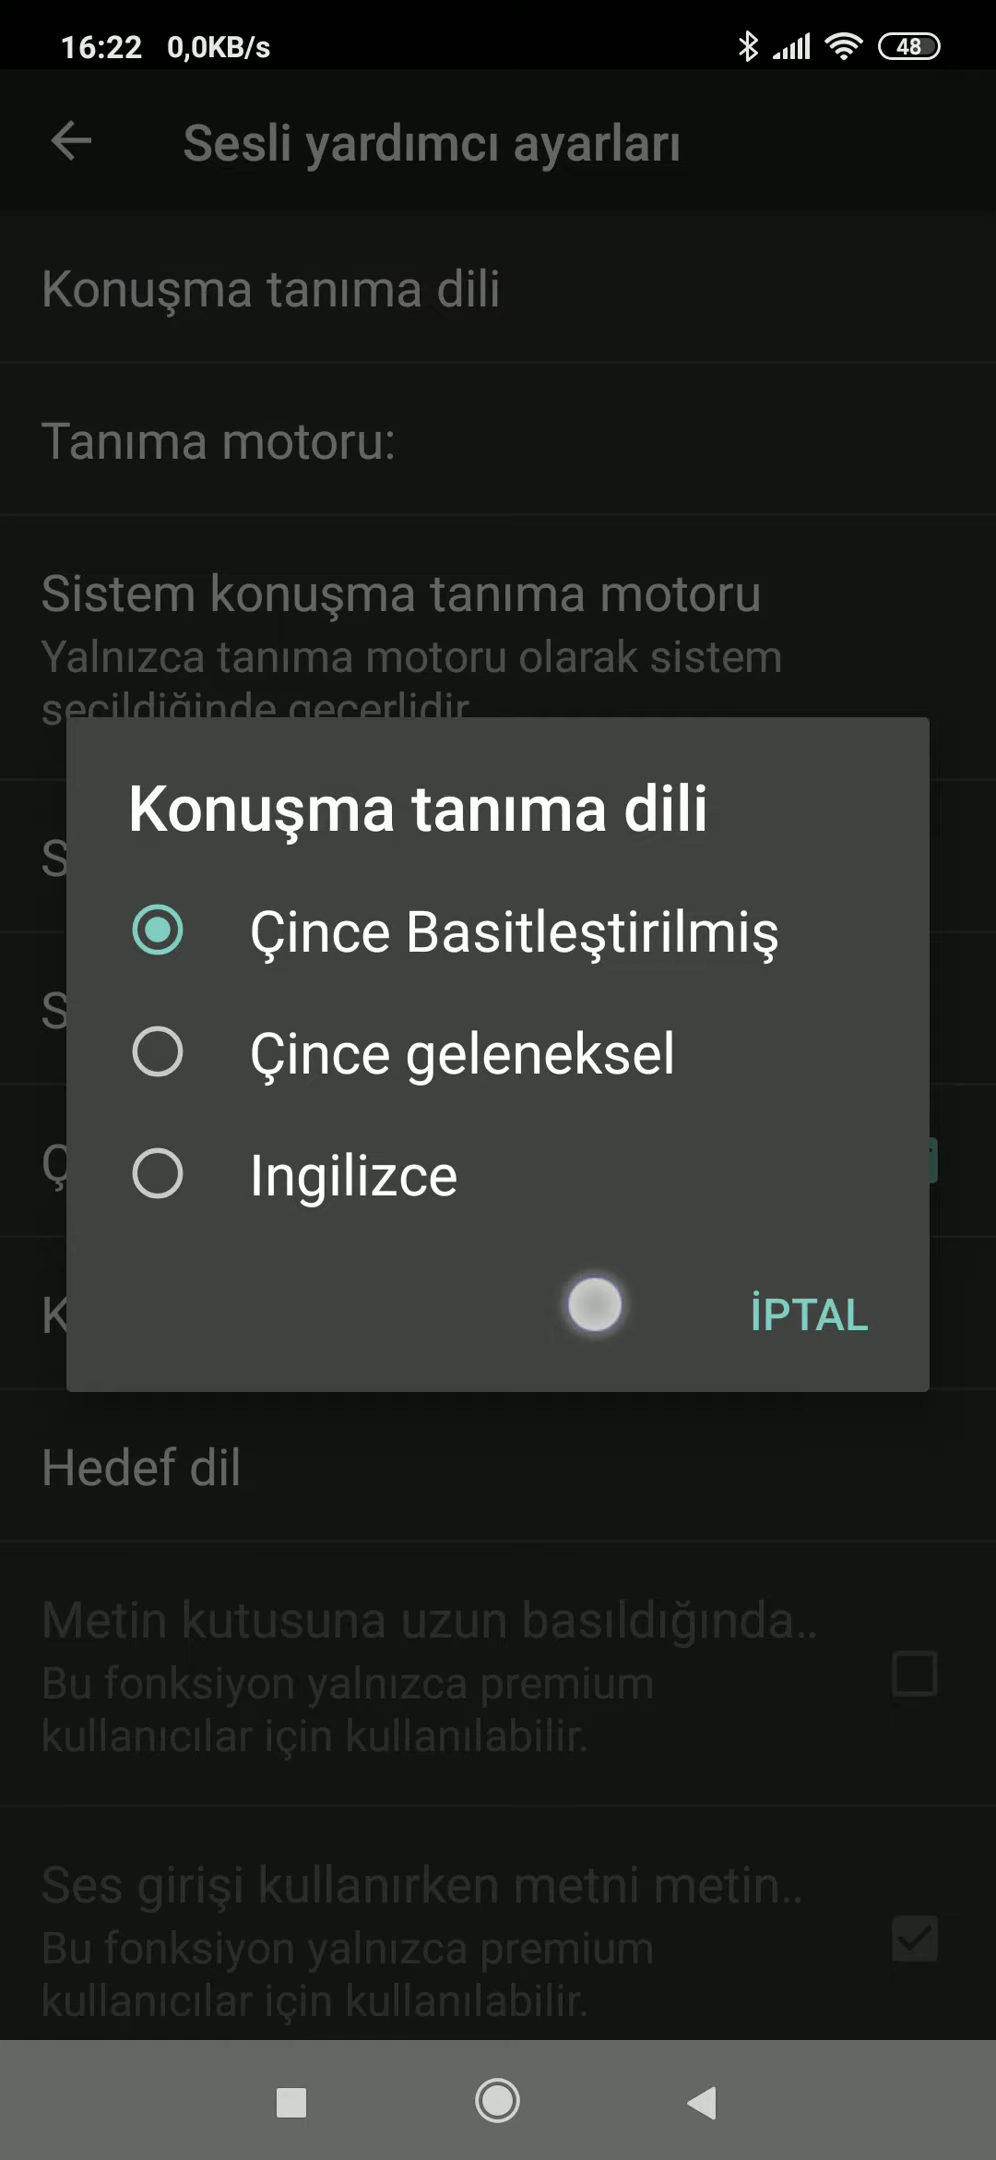 16:22 0,0KB/s 48
Sesli yardımcı ayarları
Konuşma tanıma dili
Tanıma motoru:
Sistem konuşma tanıma motoru
Yalnızca tanıma motoru olarak sistem
seçildiğinde geçerlidir
Konuşma tanıma dili
S
Çince Basitleştirilmiş
S
Çince geleneksel
Ç
Ingilizce
K
İPTAL
Hedef dil
Metin kutusuna uzun basıldığında..
Bu fonksiyon yalnızca premium
kullanıcılar için kullanılabilir.
Ses girişi kullanırken metni metin..
Bu fonksiyon yalnızca premium
kullanıcılar için kullanılabilir.